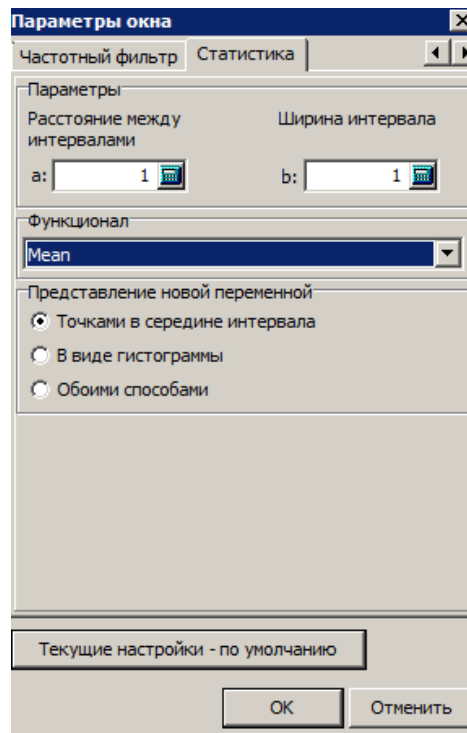 Параметры окна
Частотный фильтр Статистика
Параметры
Расстояние между Ширина интервала
интервалами
a: 1 b: 1
Функционал
Mean
Представление новой переменной
Точками в середине интервала
В виде гистограммы
Обоими способами
Текущие настройки - по умолчанию
OK Отменить